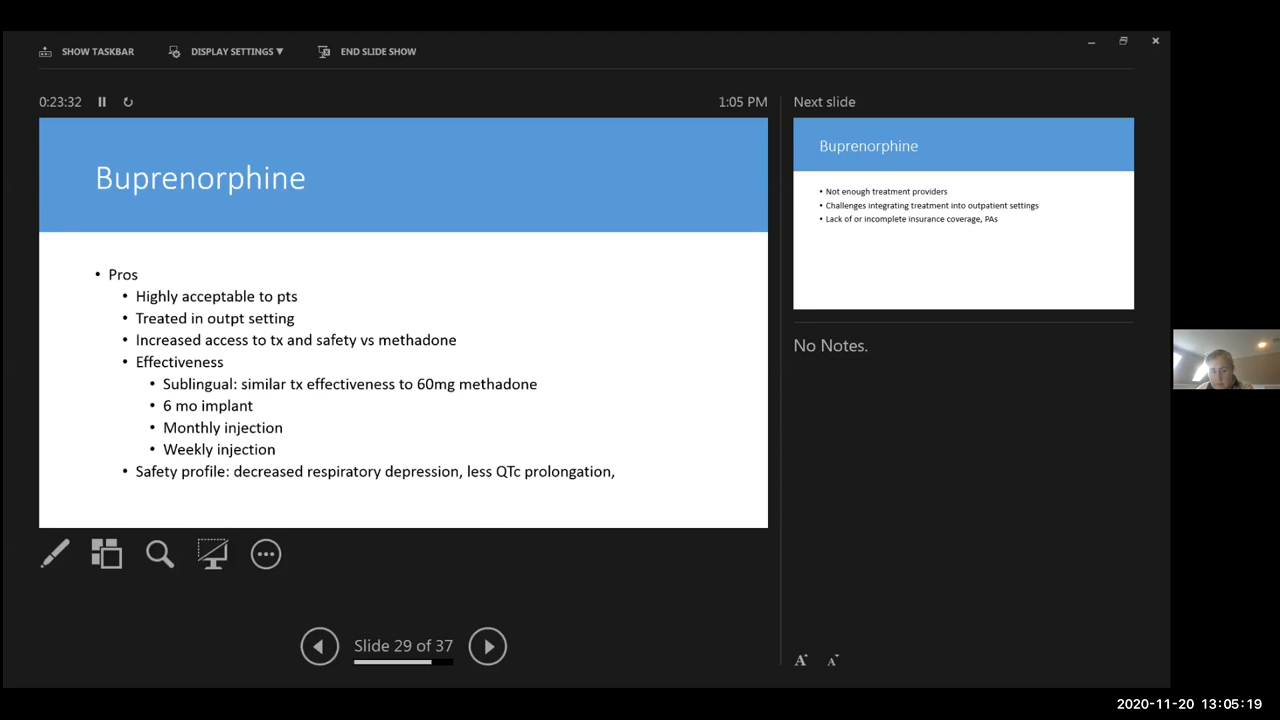 SHOW TASKBAR DISPLAY SETTINGS ▼ END SLIDE SHOW
0:23:32 1:05 PM
Buprenorphine
• Pros
• Highly acceptable to pts
• Treated in outpt setting
• Increased access to tx and safety vs methadone
• Effectiveness
• Sublingual: similar tx effectiveness to 60mg methadone
• 6 mo implant
• Monthly injection
• Weekly injection
• Safety profile: decreased respiratory depression, less QTc prolongation,
Slide 29 of 37
Next slide
Buprenorphine
• Not enough treatment providers
• Challenges integrating treatment into outpatient settings
• Lack of or incomplete insurance coverage, PAs
No Notes.
A A
2020-11-20 13:05:19